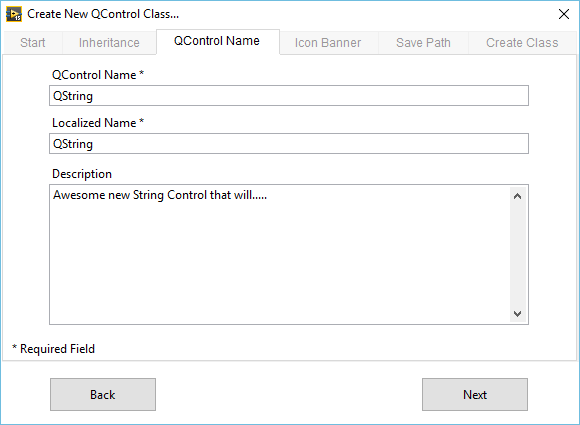 Create New QControl Class...
Start Inheritance QControl Name Icon Banner Save Path Create Class
QControl Name *
QString
Localized Name *
QString
Description
Awesome new String Control that will.....
* Required Field
Back Next